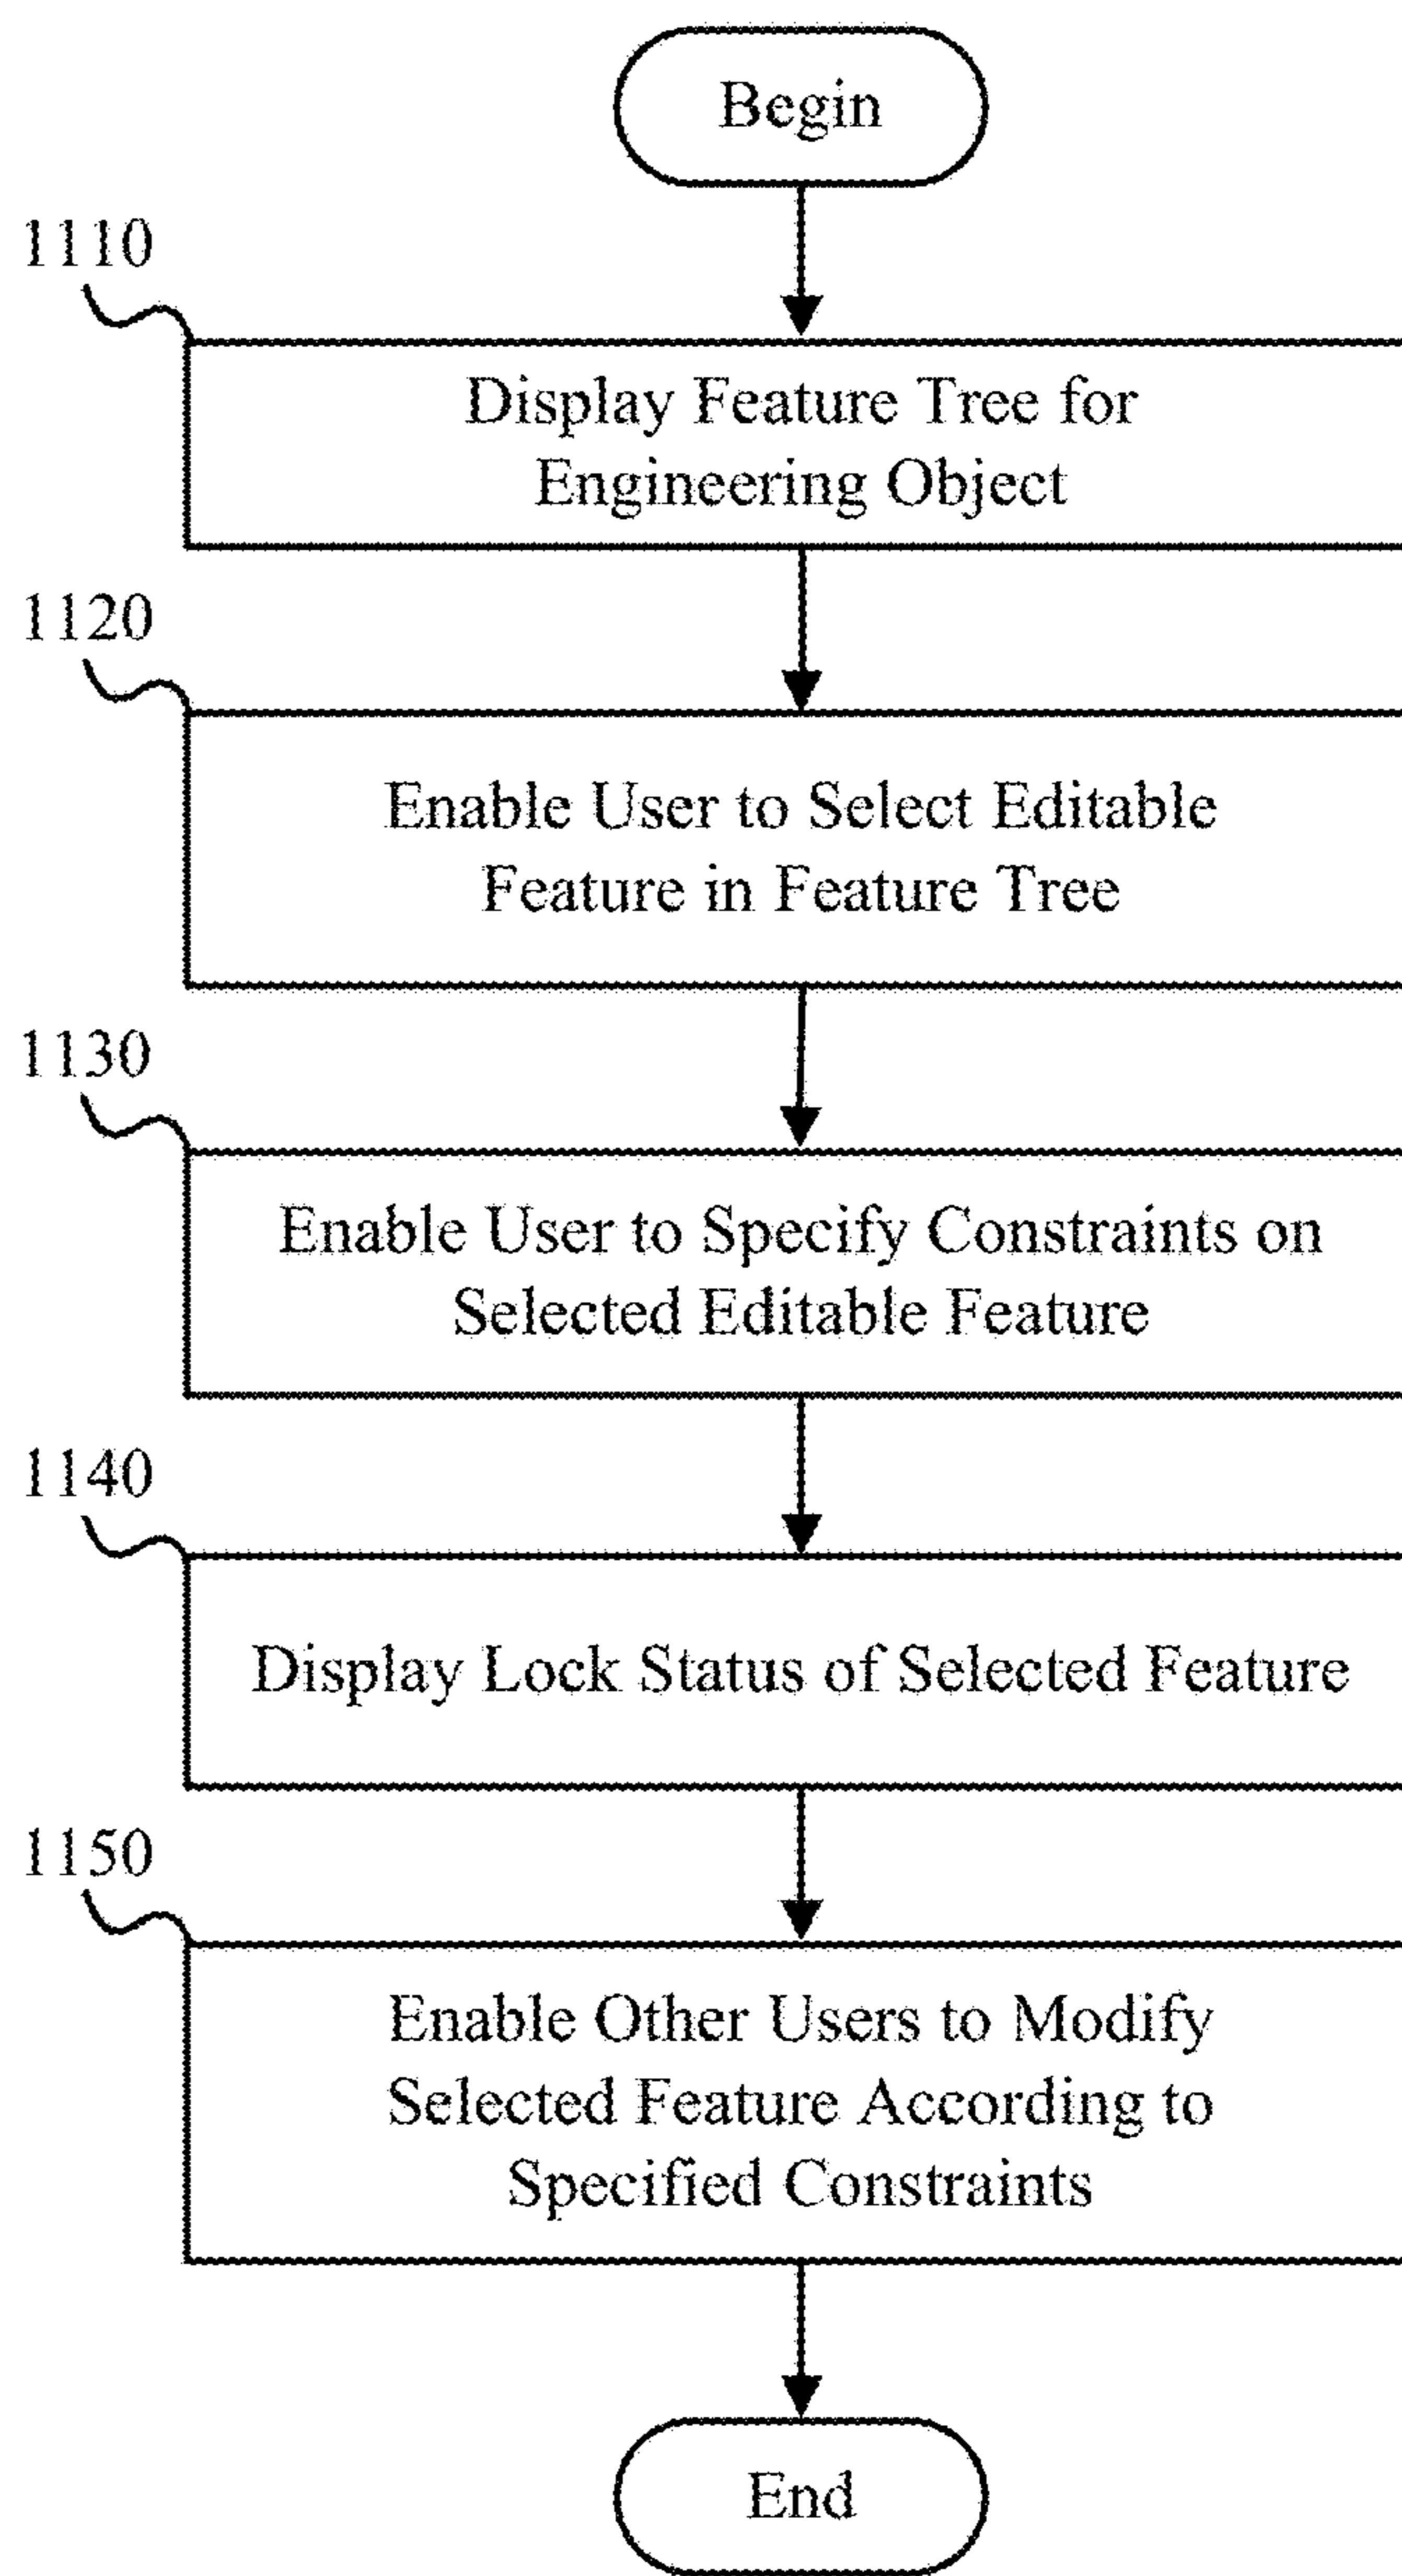 Begin
1110
Display Feature Tree for
Engineering Object
1120
Enable User to Select Editable
Feature in Feature Tree
1130
Enable User to Specify Constraints on
Selected Editable Feature
1140
Display Lock Status of Selected Feature
1150
Enable Other Users to Modify
Selected Feature According to
Specified Constraints
End